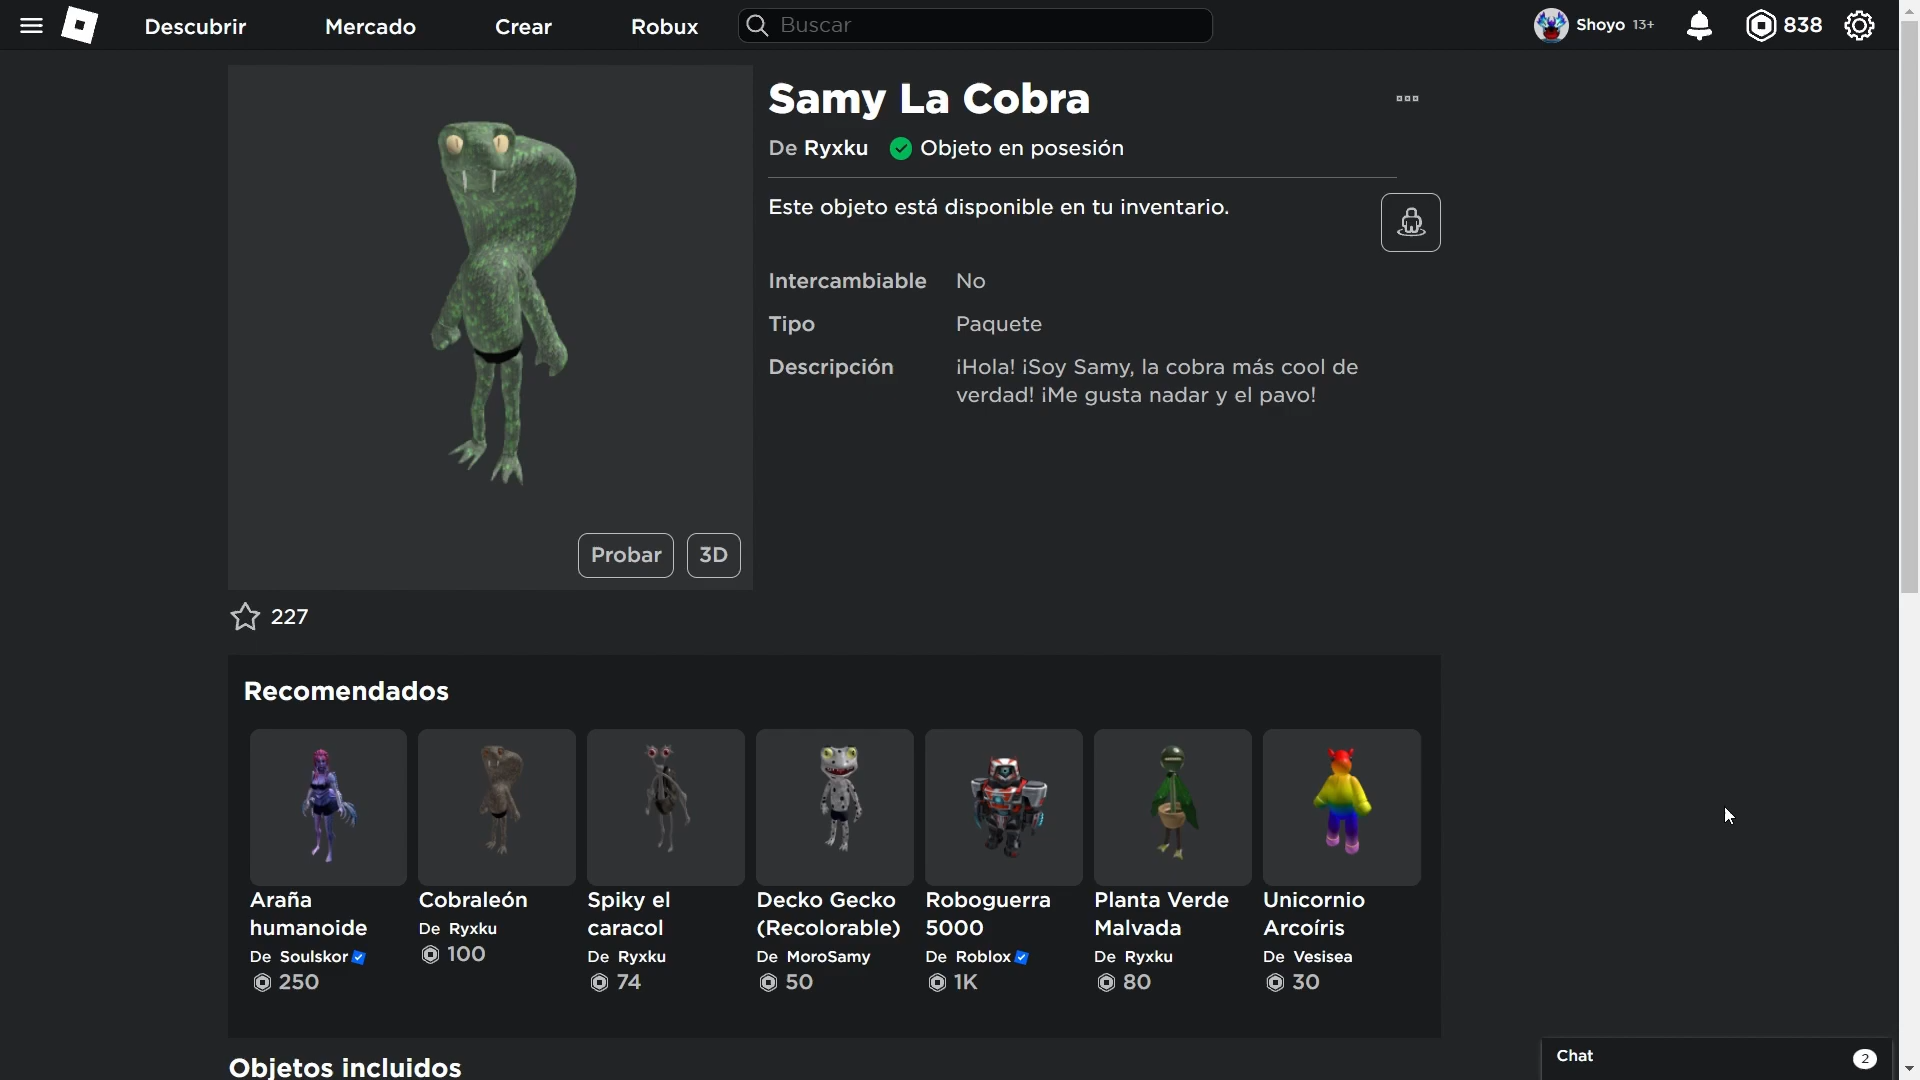 Descubrir
Mercado
Crear
Robux
Buscar
Shoyo 13+
838
Samy La Cobra
De Ryxku
Objeto en posesión
Este objeto está disponible en tu inventario.
Intercambiable No
Tipo Paquete
Descripción ¡Hola! ¡Soy Samy, la cobra más cool de
verdad! ¡Me gusta nadar y el pavo!
Probar
3D
227
Recomendados
Araña
humanoide
De Soulskor
250
Cobraleón
De Ryxku
100
Spiky el
caracol
De Ryxku
74
Decko Gecko
(Recolorable)
De MoroSamy
50
Roboguerra
5000
De Roblox
1K
Planta Verde
Malvada
De Ryxku
80
Unicornio
Arcoíris
De Vesisea
30
Objetos incluidos
Chat
2